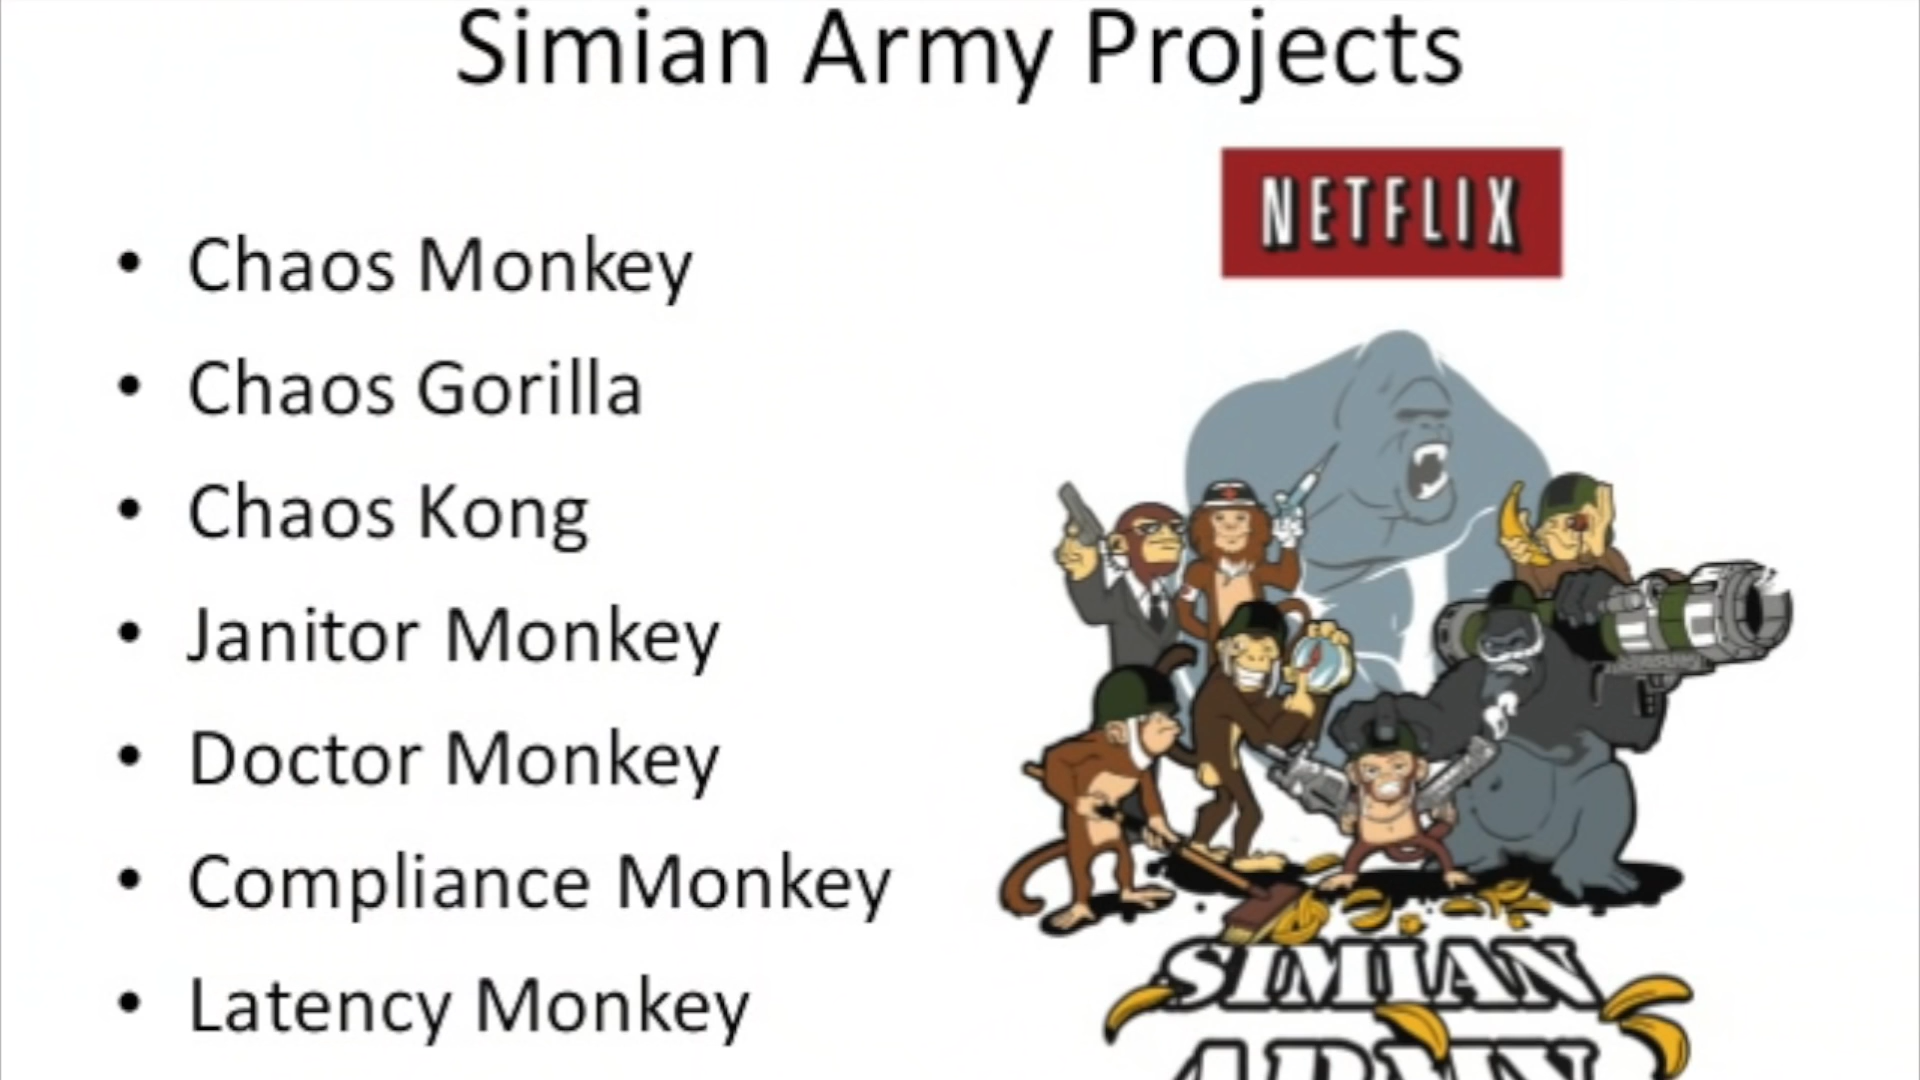 Simian Army Projects
NETFLIX
Chaos Monkey
Chaos Gorilla
Chaos Kong
Janitor Monkey
Doctor Monkey
Compliance Monkey
Latency Monkey
SIMIAN
ARMY